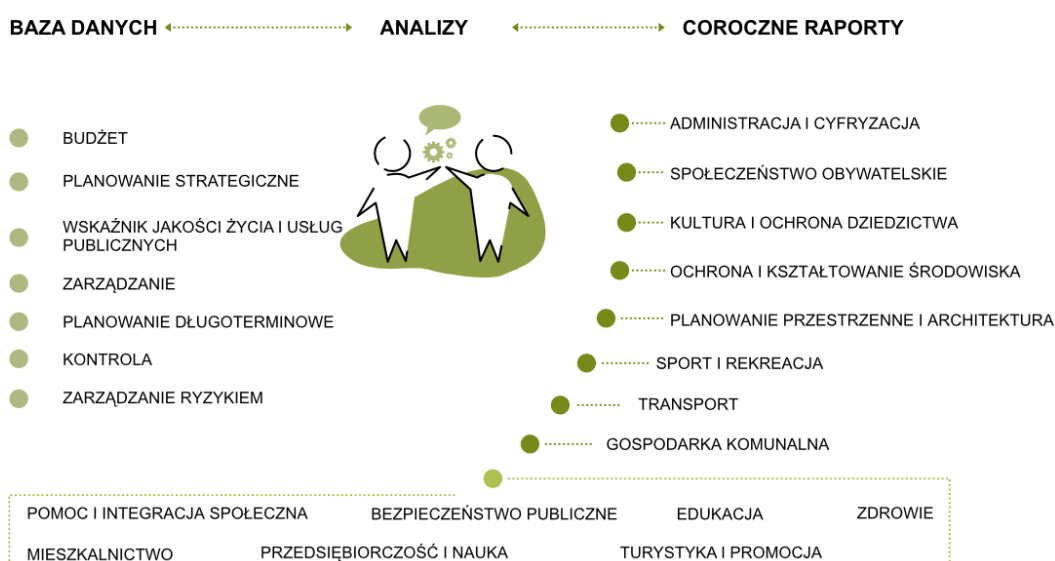 BAZA DANYCH
ANALIZY
COROCZNE RAPORTY
BUDŻET
PLANOWANIE STRATEGICZNE
WSKAŹNIK JAKOŚCI ŻYCIA I USŁUG
PUBLICZNYCH
ZARZĄDZANIE
PLANOWANIE DŁUGOTERMINOWE
KONTROLA
ZARZĄDZANIE RYZYKIEM
ADMINISTRACJA I CYFRYZACJA
SPOŁECZEŃSTWO OBYWATELSKIE
KULTURA I OCHRONA DZIEDZICTWA
OCHRONA I KSZTAŁTOWANIE ŚRODOWISKA
PLANOWANIE PRZESTRZENNE I ARCHITEKTURA
SPORT I REKREACJA
TRANSPORT
GOSPODARKA KOMUNALNA
POMOC I INTEGRACJA SPOŁECZNA
BEZPIECZEŃSTWO PUBLICZNE
EDUKACJA
ZDROWIE
MIESZKALNICTWO
PRZEDSIĘBIORCZOŚĆ I NAUKA
TURYSTYKA I PROMOCJA